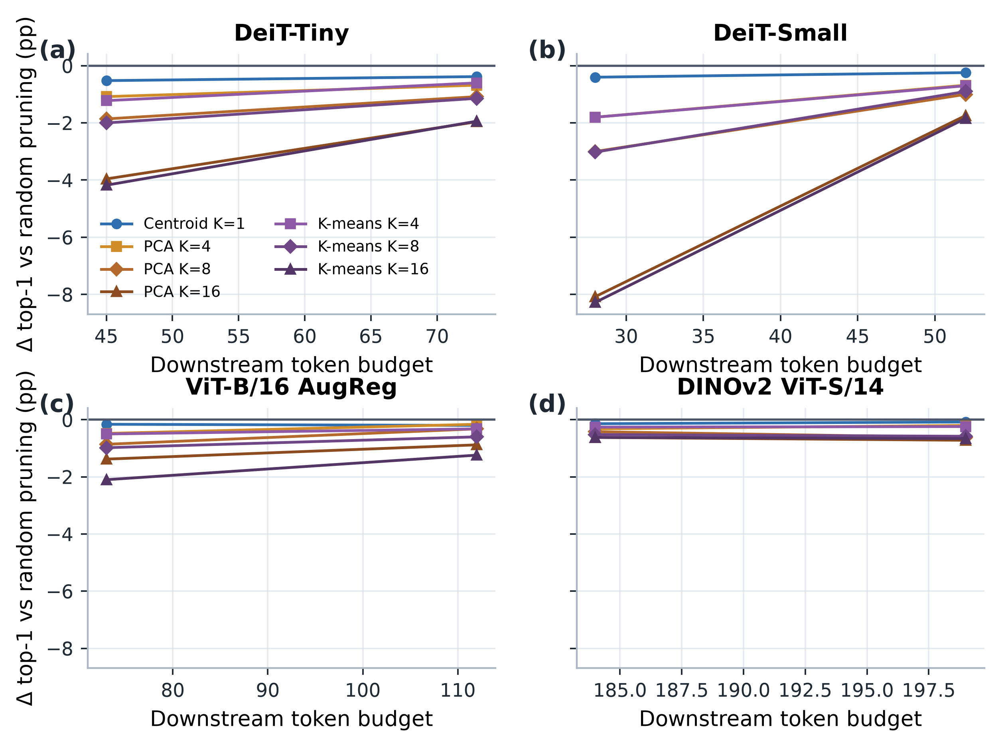 DeiT-Tiny
(a)
Δ top-1 vs random pruning (pp)
0
−2
−4
−6
−8
Centroid K=1
PCA K=4
PCA K=8
PCA K=16
K-means K=4
K-means K=8
K-means K=16
45 50 55 60 65 70
Downstream token budget
DeiT-Small
(b)
30 35 40 45 50
Downstream token budget
ViT-B/16 AugReg
(c)
Δ top-1 vs random pruning (pp)
0
−2
−4
−6
−8
80 90 100 110
Downstream token budget
DINOv2 ViT-S/14
(d)
185.0 187.5 190.0 192.5 195.0 197.5
Downstream token budget